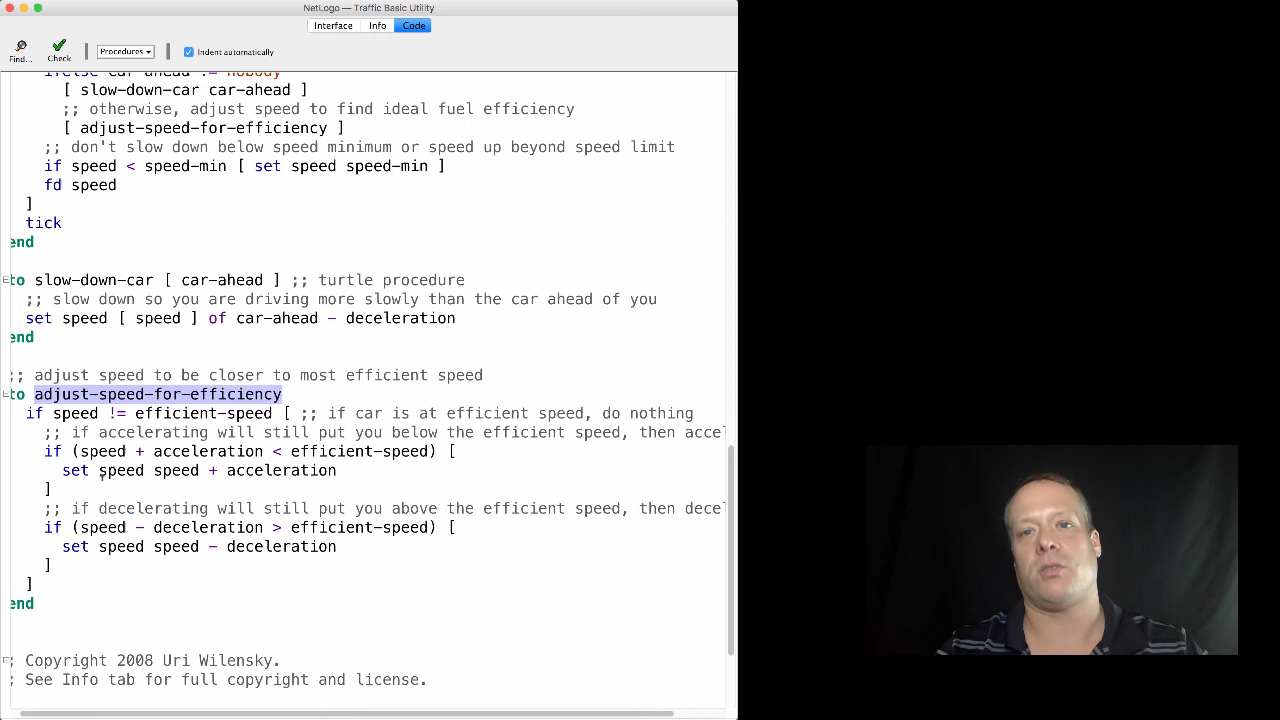 NetLogo — Traffic Basic Utility
Interface Info Code
Find... Check Procedures Indent automatically
ifelse car-ahead != nobody
[ slow-down-car car-ahead ]
;; otherwise, adjust speed to find ideal fuel efficiency
[ adjust-speed-for-efficiency ]
;; don't slow down below speed minimum or speed up beyond speed limit
if speed < speed-min [ set speed speed-min ]
fd speed
]
tick
end
to slow-down-car [ car-ahead ] ;; turtle procedure
;; slow down so you are driving more slowly than the car ahead of you
set speed [ speed ] of car-ahead - deceleration
end
;; adjust speed to be closer to most efficient speed
to adjust-speed-for-efficiency
if speed != efficient-speed [ ;; if car is at efficient speed, do nothing
;; if accelerating will still put you below the efficient speed, then accel
if (speed + acceleration < efficient-speed) [
set speed speed + acceleration
]
;; if decelerating will still put you above the efficient speed, then decel
if (speed - deceleration > efficient-speed) [
set speed speed - deceleration
]
]
end
; Copyright 2008 Uri Wilensky.
; See Info tab for full copyright and license.